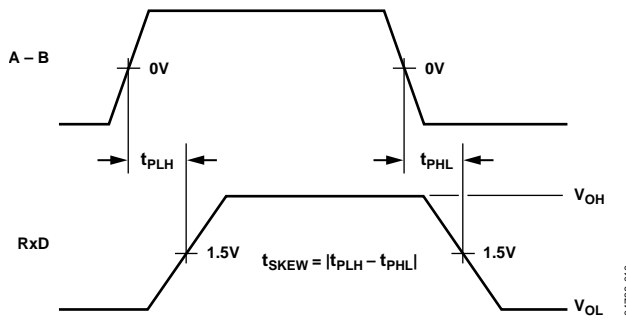 A – B
0V
0V
tPLH
tPHL
VOH
RxD
1.5V
tSKEW = |tPLH – tPHL|
1.5V
VOL